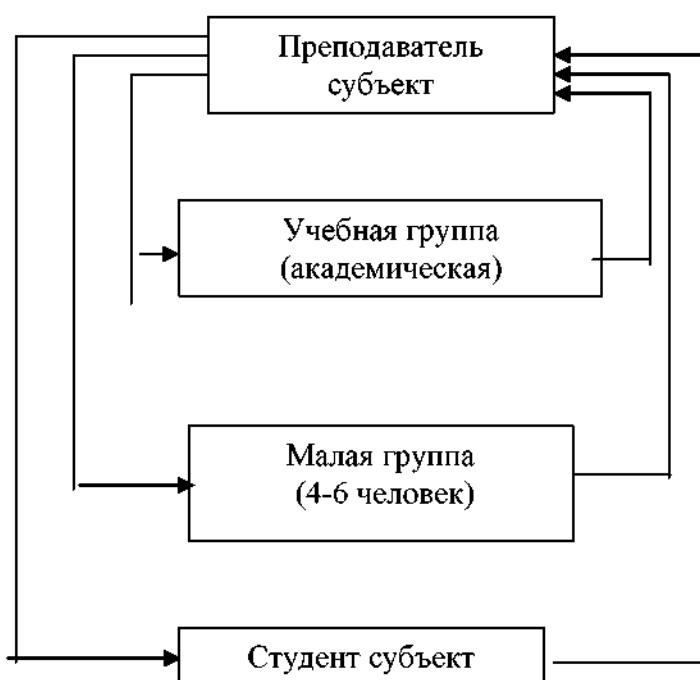 Преподаватель
субъект
Учебная группа
(академическая)
Малая группа
(4-6 человек)
Студент субъект